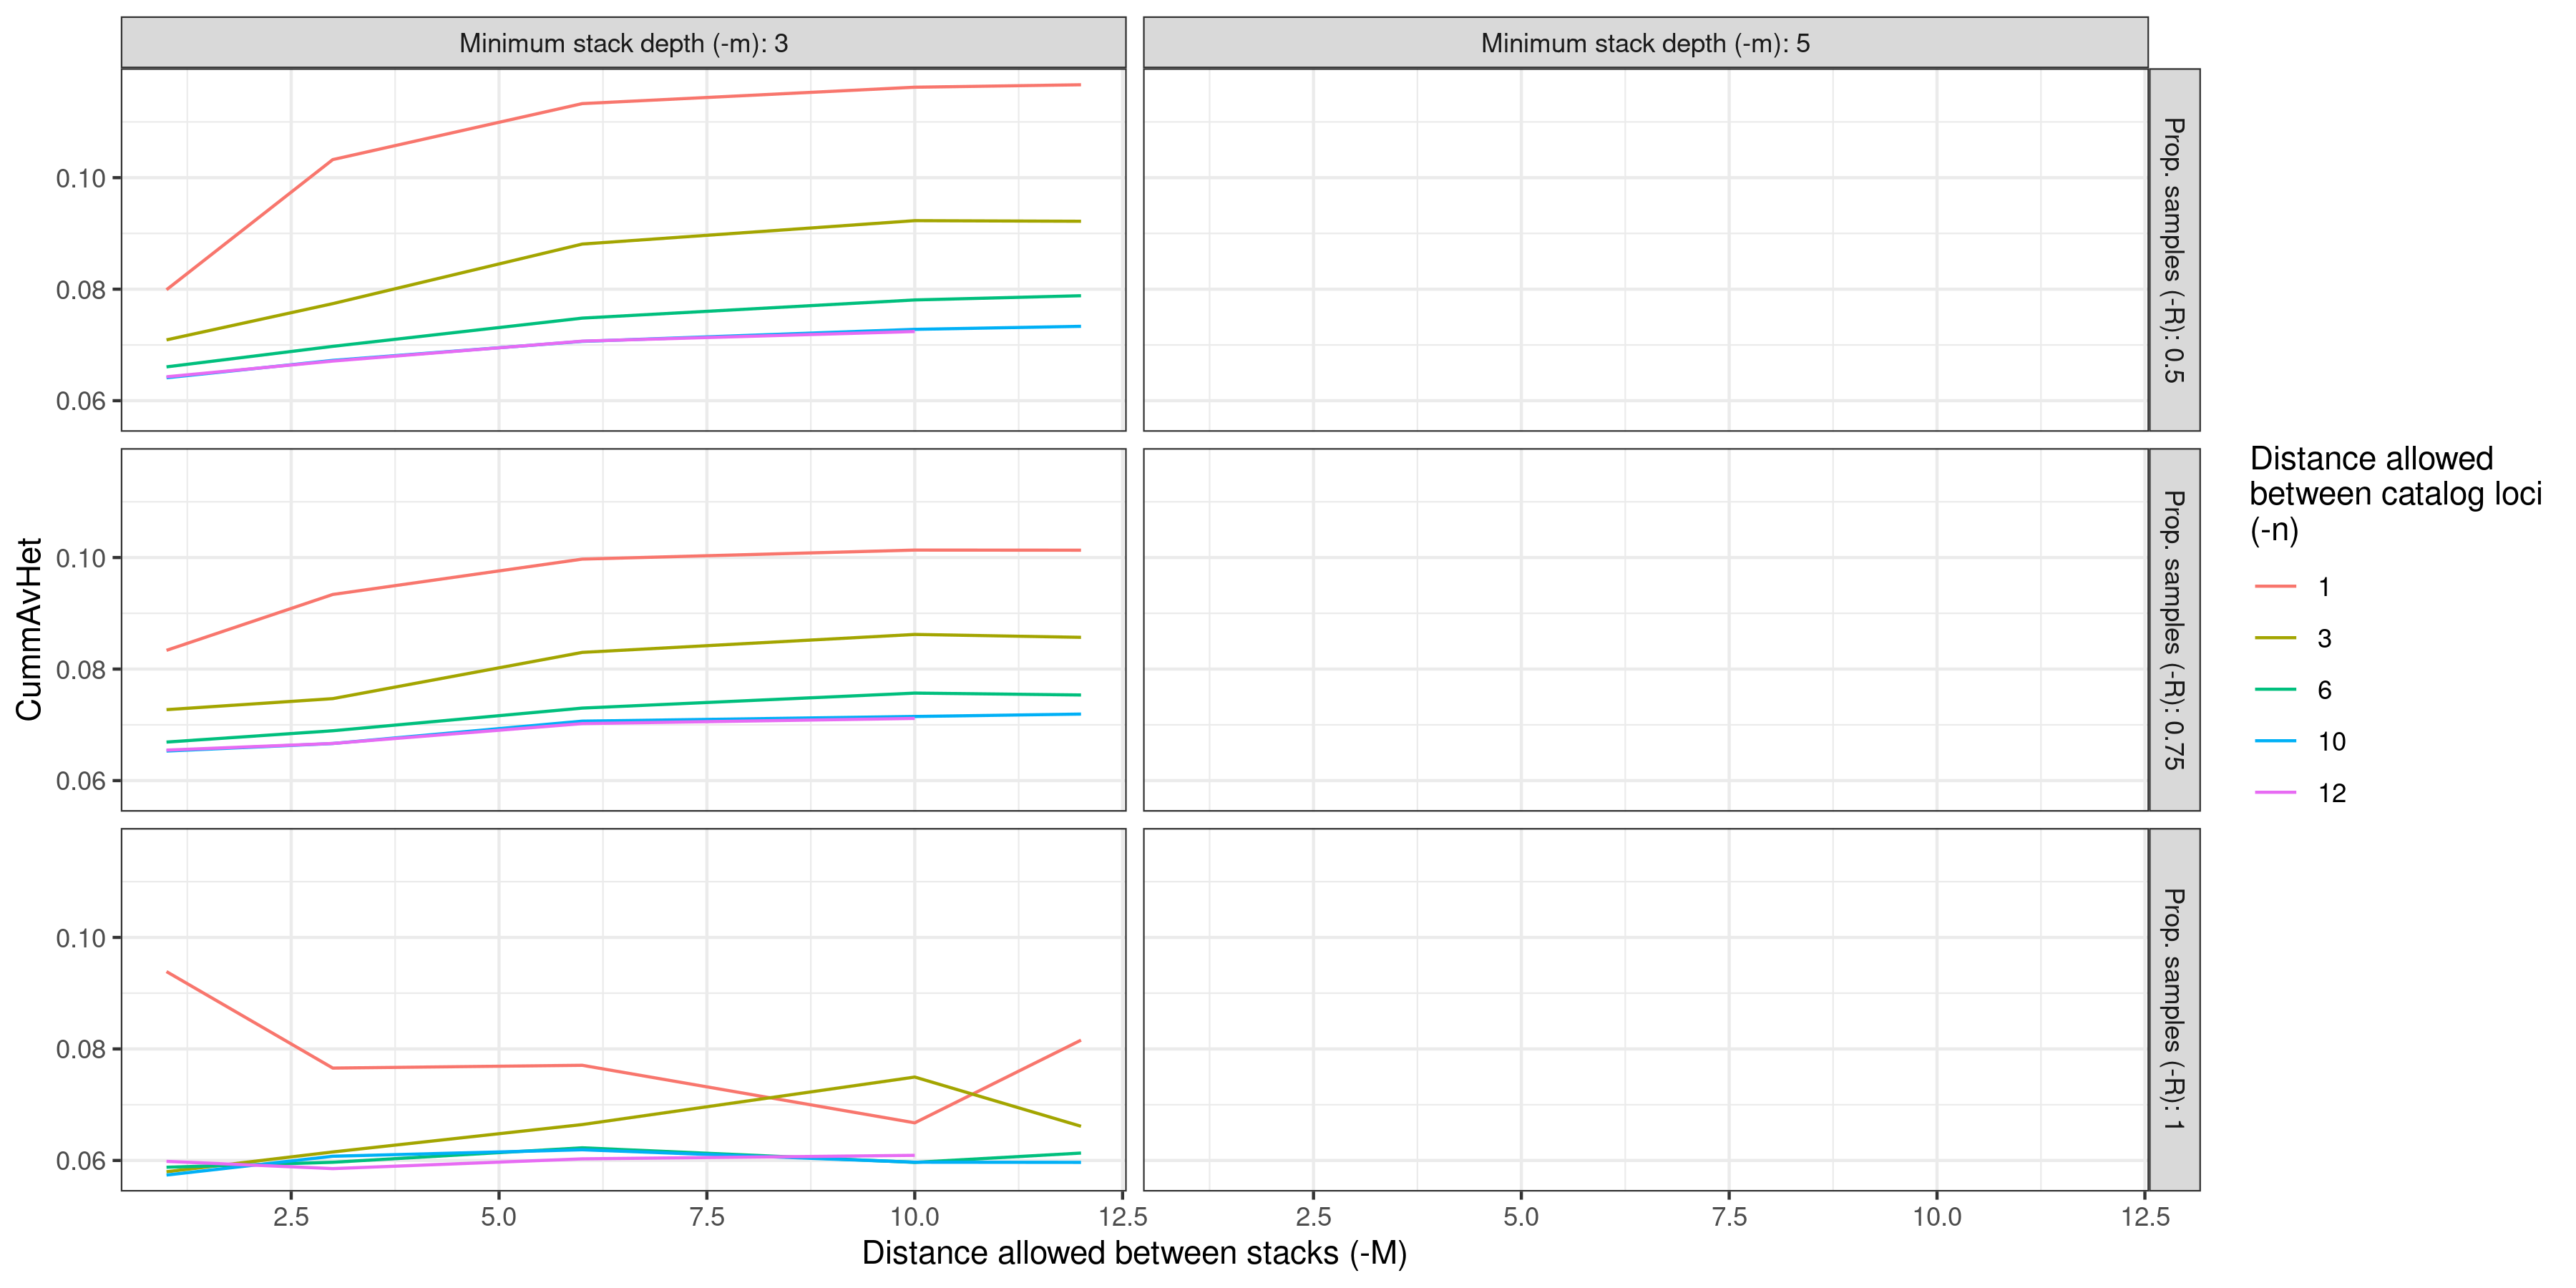 Minimum stack depth (-m): 3
Minimum stack depth (-m): 5
CummAvHet
0.10
0.08
0.06
Prop. samples (-R): 0.5
0.10
0.08
0.06
Prop. samples (-R): 0.75
0.10
0.08
0.06
Prop. samples (-R): 1
2.5
5.0
7.5
10.0
12.5
2.5
5.0
7.5
10.0
12.5
Distance allowed between stacks (-M)
Distance allowed
between catalog loci
(-n)
1
3
6
10
12